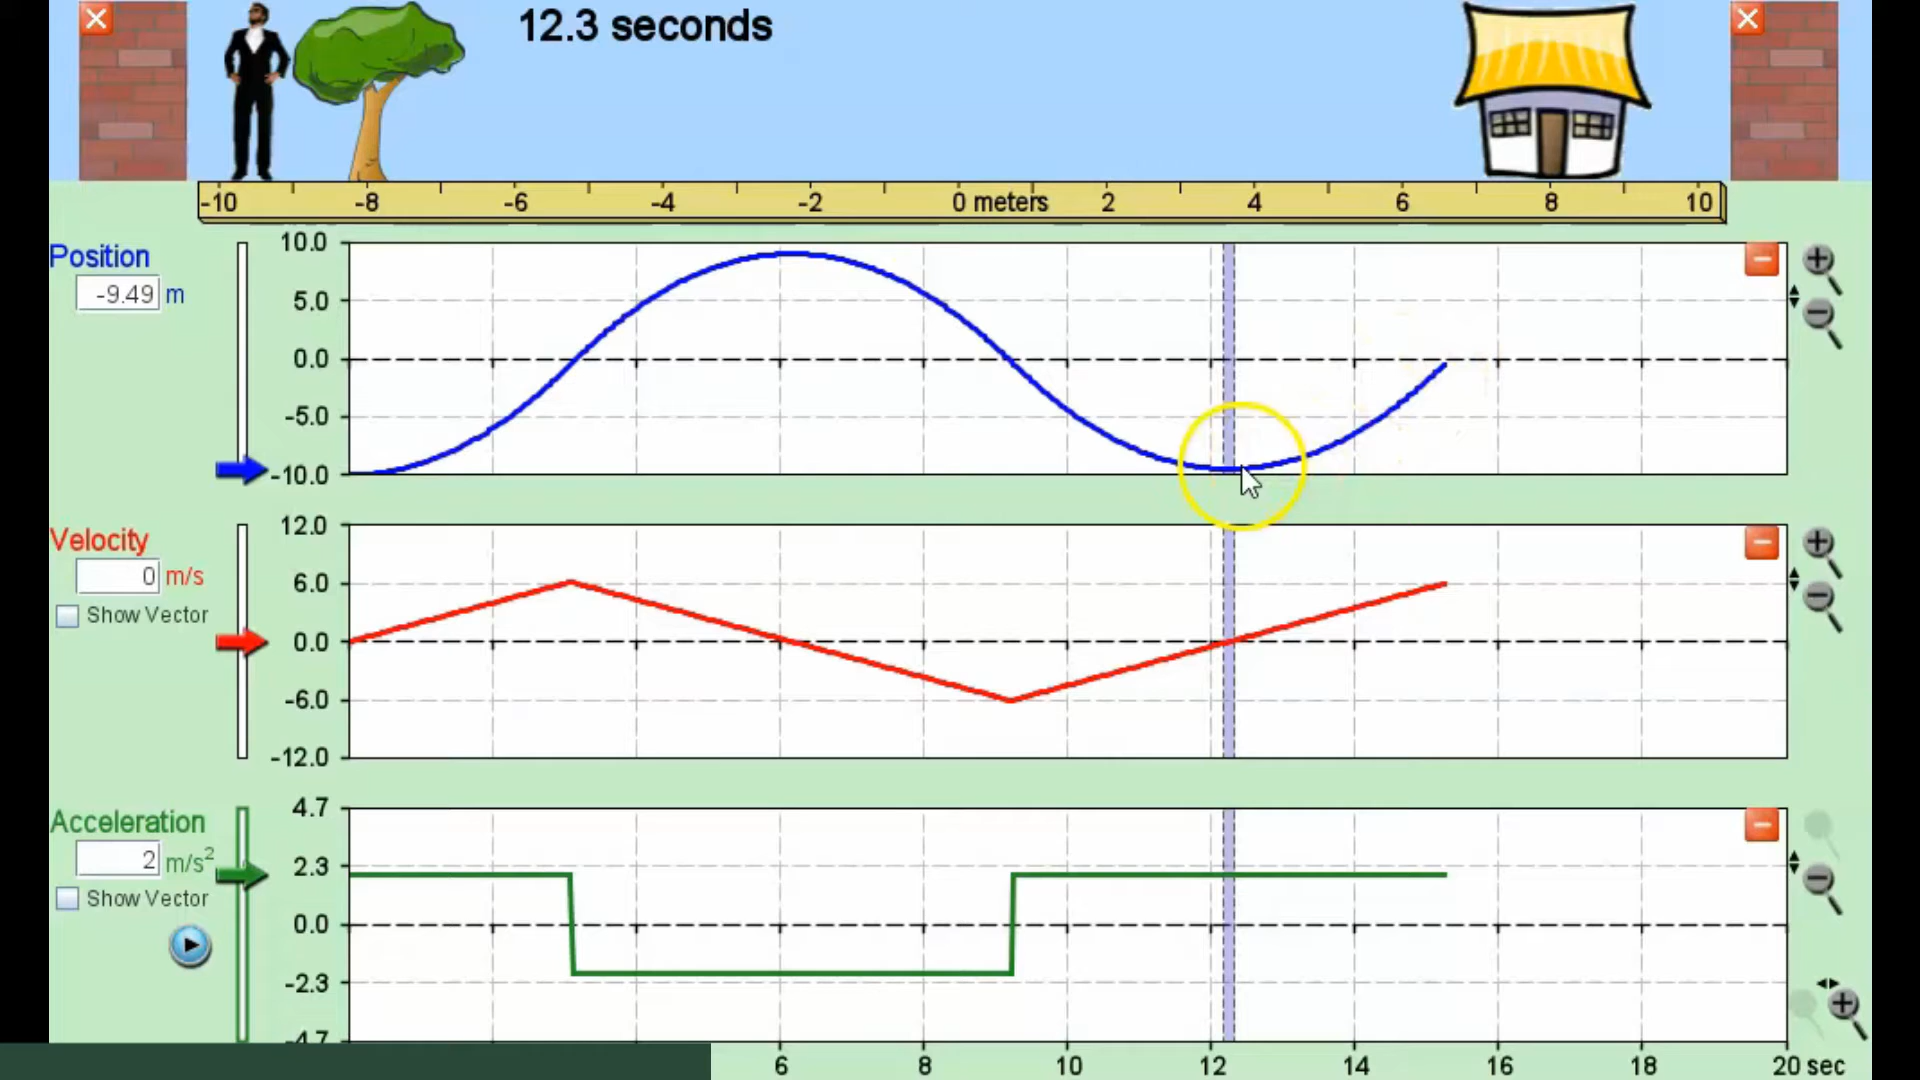 12.3 seconds
-10 -8 -6 -4 -2 0 meters 2 4 6 8 10
Position
-9.49 m
10.0
5.0
0.0
-5.0
-10.0
Velocity
0 m/s
Show Vector
12.0
6.0
0.0
-6.0
-12.0
Acceleration
2 m/s²
Show Vector
4.7
2.3
0.0
-2.3
-4.7
6 8 10 12 14 16 18 20 sec